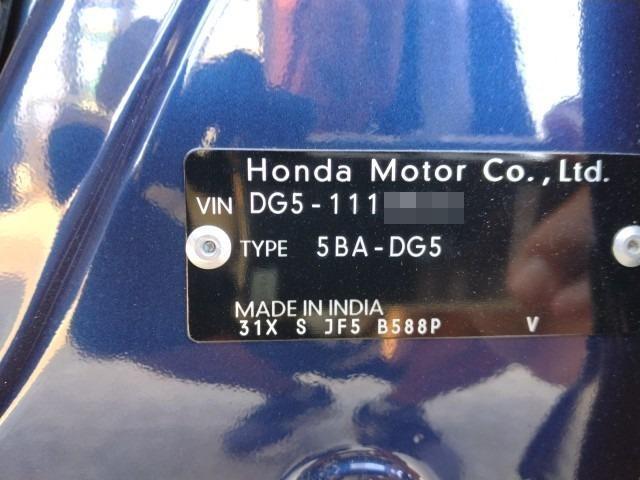 Honda Motor Co., Ltd.
VIN DG5-111
TYPE 5BA-DG5
MADE IN INDIA
31X S JF5 B588P V